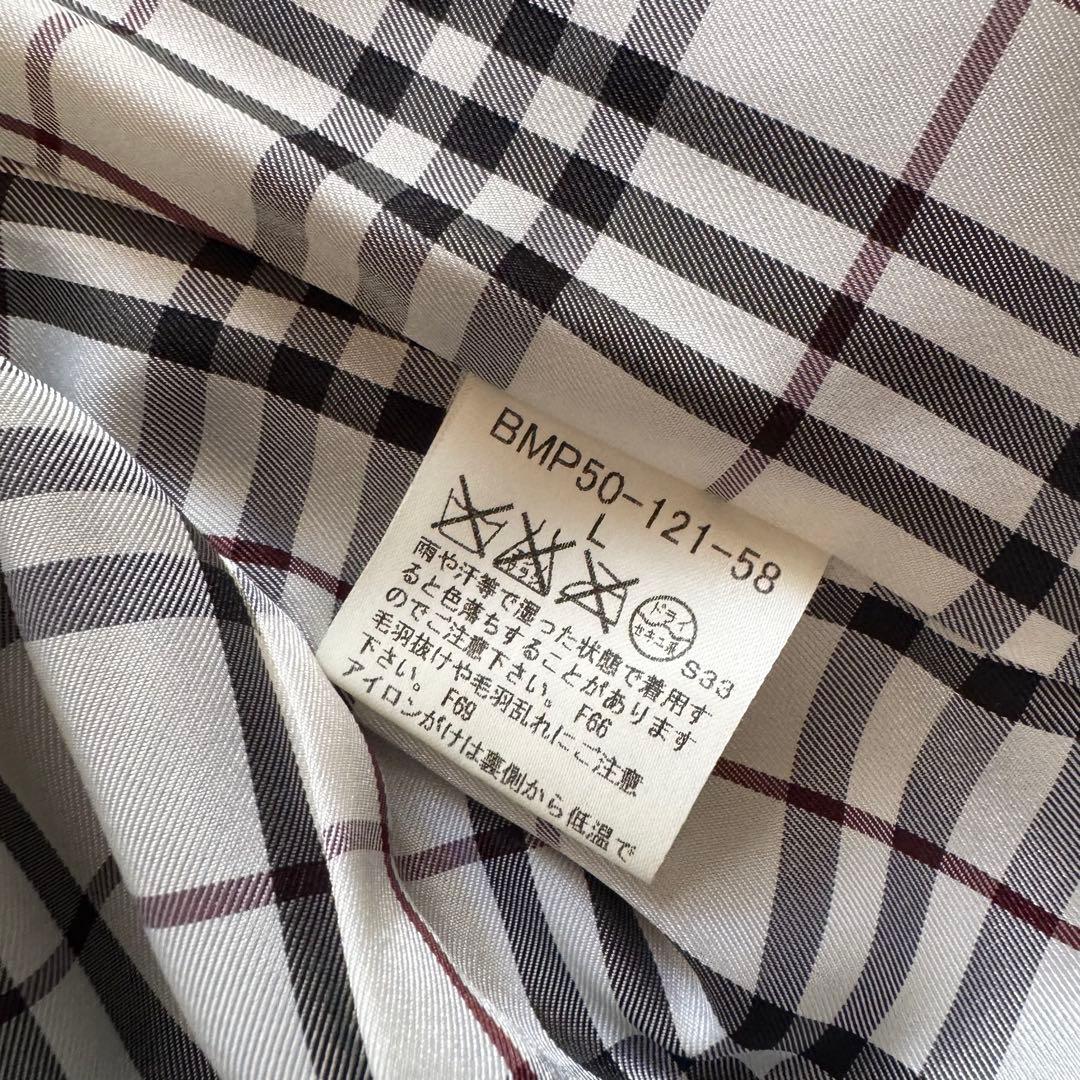 BMP50-121-58
L
ドライ
セキユ系
S33
雨や汗等で湿った状態で着用す
ると色落ちすることがあります
のでご注意下さい。 F66
毛羽抜けや毛羽乱れにご注意
下さい。 F69
アイロンがけは裏側から低温で